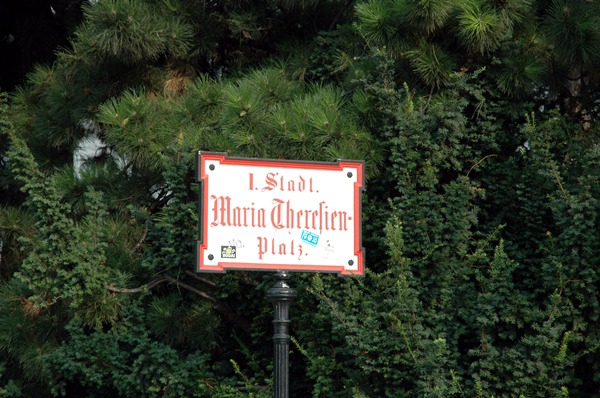 I. Stadt.
Maria Theresien-
Platz.